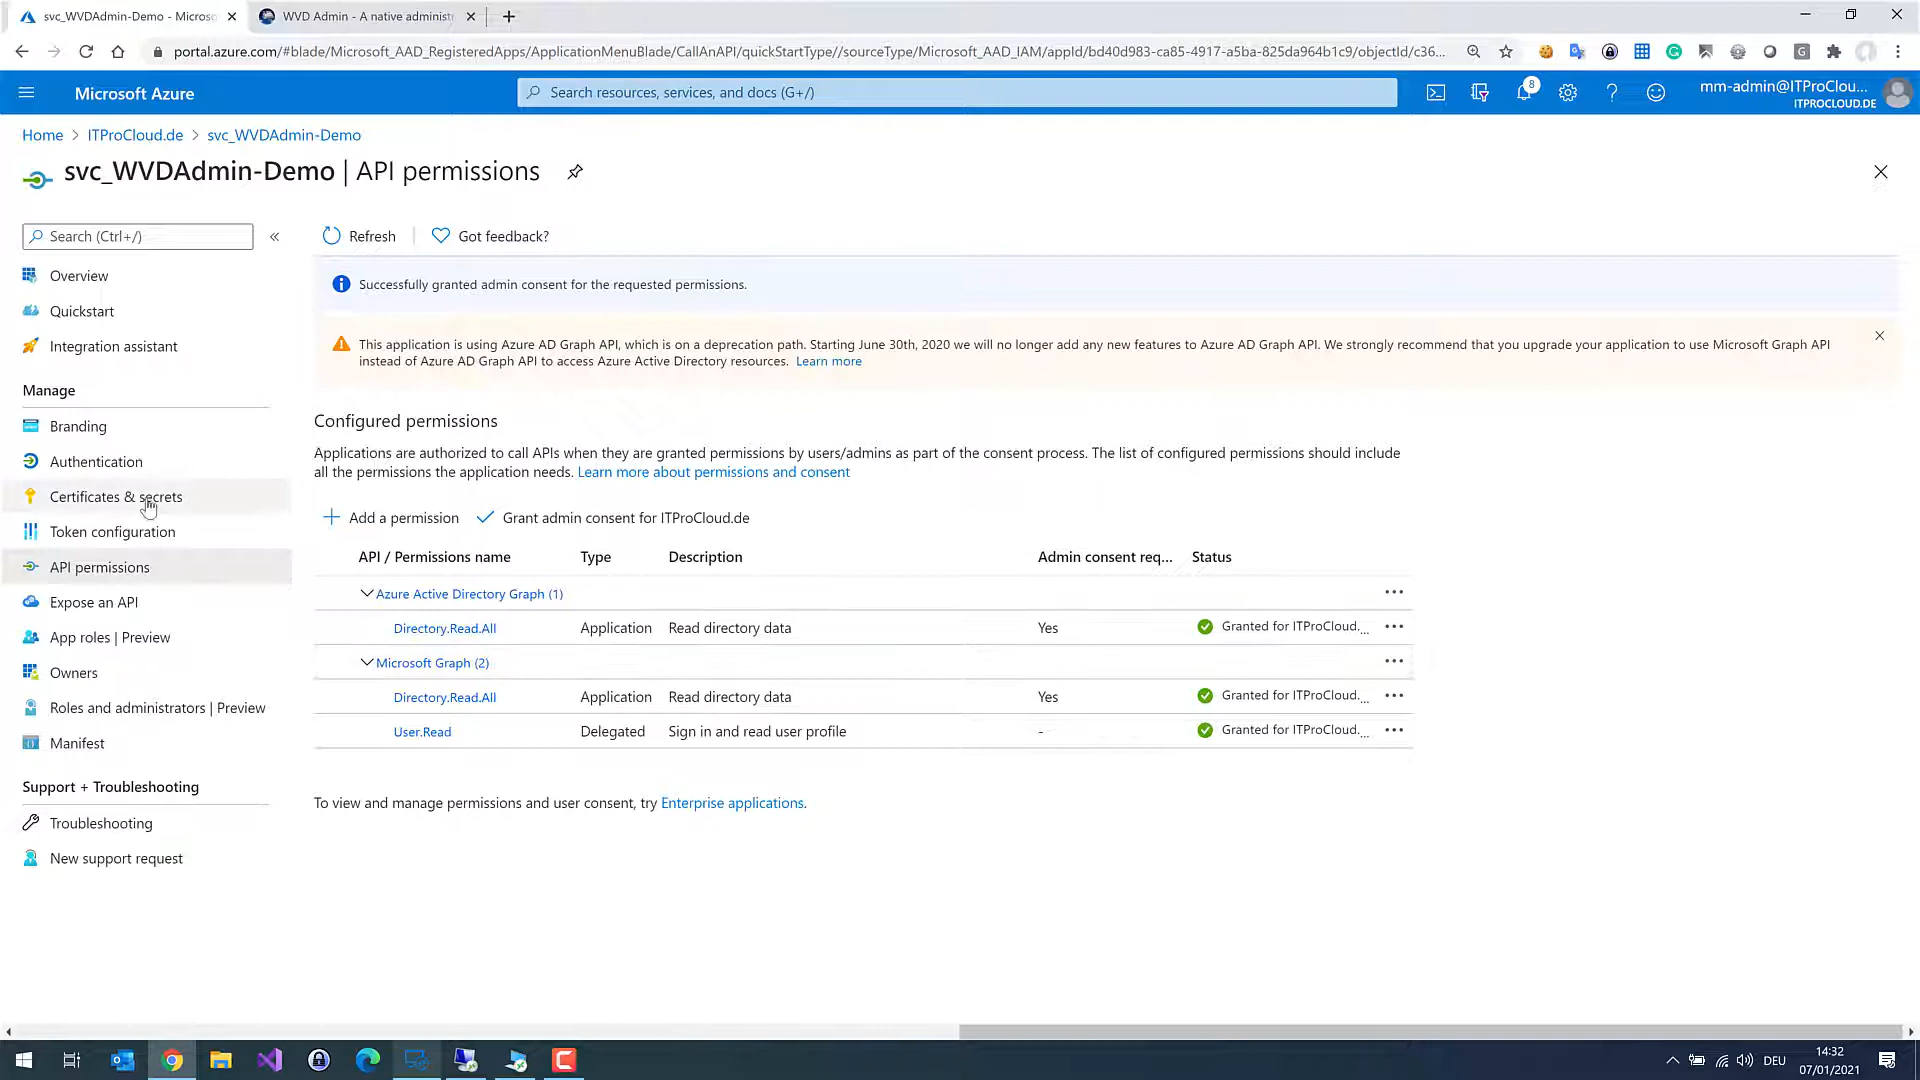 svc_WVDAdmin-Demo - Microso
WVD Admin - A native administ
portal.azure.com/#blade/Microsoft_AAD_RegisteredApps/ApplicationMenuBlade/CallAnAPI/quickStartType//sourceType/Microsoft_AAD_IAM/appId/bd40d983-ca85-4917-a5ba-825da964b1c9/objectId/c36...
Microsoft Azure
Search resources, services, and docs (G+/)
8
mm-admin@ITProClou...
ITPROCLOUD.DE
Home > ITProCloud.de > svc_WVDAdmin-Demo
svc_WVDAdmin-Demo | API permissions
Search (Ctrl+/)
«
Refresh
Got feedback?
Overview
Quickstart
Integration assistant
Manage
Branding
Authentication
Certificates & secrets
Token configuration
API permissions
Expose an API
App roles | Preview
Owners
Roles and administrators | Preview
Manifest
Support + Troubleshooting
Troubleshooting
New support request
Successfully granted admin consent for the requested permissions.
This application is using Azure AD Graph API, which is on a deprecation path. Starting June 30th, 2020 we will no longer add any new features to Azure AD Graph API. We strongly recommend that you upgrade your application to use Microsoft Graph API
instead of Azure AD Graph API to access Azure Active Directory resources. Learn more
Configured permissions
Applications are authorized to call APIs when they are granted permissions by users/admins as part of the consent process. The list of configured permissions should include
all the permissions the application needs. Learn more about permissions and consent
Add a permission
Grant admin consent for ITProCloud.de
API / Permissions name Type Description Admin consent req... Status
Azure Active Directory Graph (1) ...
Directory.Read.All Application Read directory data Yes Granted for ITProCloud.... ...
Microsoft Graph (2) ...
Directory.Read.All Application Read directory data Yes Granted for ITProCloud.... ...
User.Read Delegated Sign in and read user profile - Granted for ITProCloud.... ...
To view and manage permissions and user consent, try Enterprise applications.
DEU
14:32
07/01/2021